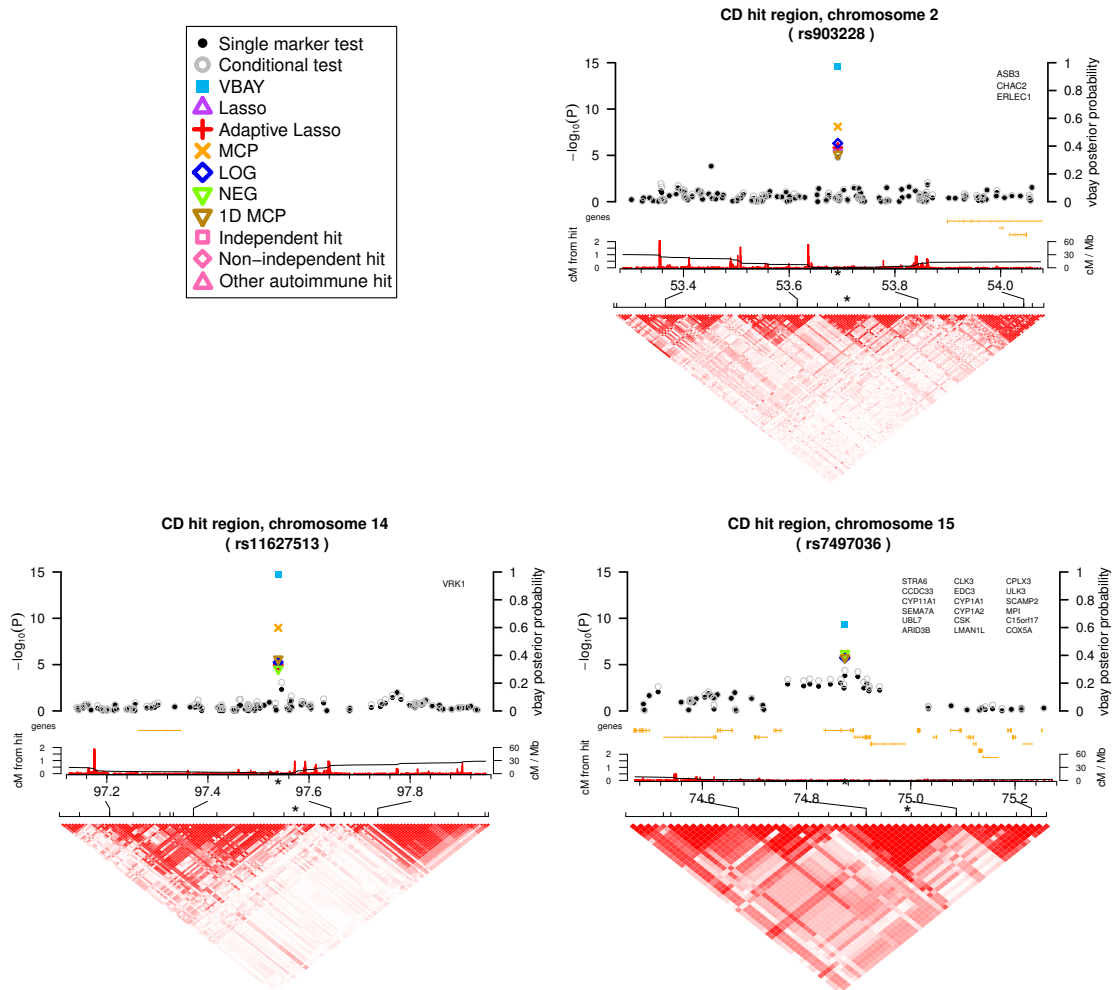 Single marker test
Conditional test
VBAY
Lasso
Adaptive Lasso
MCP
LOG
NEG
1D MCP
Independent hit
Non−independent hit
Other autoimmune hit
CD hit region, chromosome 2
( rs903228 )
15
10
5
0
−log10(P)
1
0.8
0.6
0.4
0.2
0
vbay posterior probability
ASB3
CHAC2
ERLEC1
genes
cM from hit
2
1
0
60
30
0
cM / Mb
*
53.4
53.6
53.8
54.0
*
CD hit region, chromosome 14
( rs11627513 )
15
10
5
0
−log10(P)
1
0.8
0.6
0.4
0.2
0
vbay posterior probability
VRK1
genes
cM from hit
2
1
0
60
30
0
cM / Mb
*
97.2
97.4
97.6
97.8
*
CD hit region, chromosome 15
( rs7497036 )
15
10
5
0
−log10(P)
1
0.8
0.6
0.4
0.2
0
vbay posterior probability
STRA6 CLK3 CPLX3
CCDC33 EDC3 ULK3
CYP11A1 CYP1A1 SCAMP2
SEMA7A CYP1A2 MPI
UBL7 CSK C15orf17
ARID3B LMAN1L COX5A
genes
cM from hit
2
1
0
60
30
0
cM / Mb
*
74.6
74.8
75.0
75.2
*